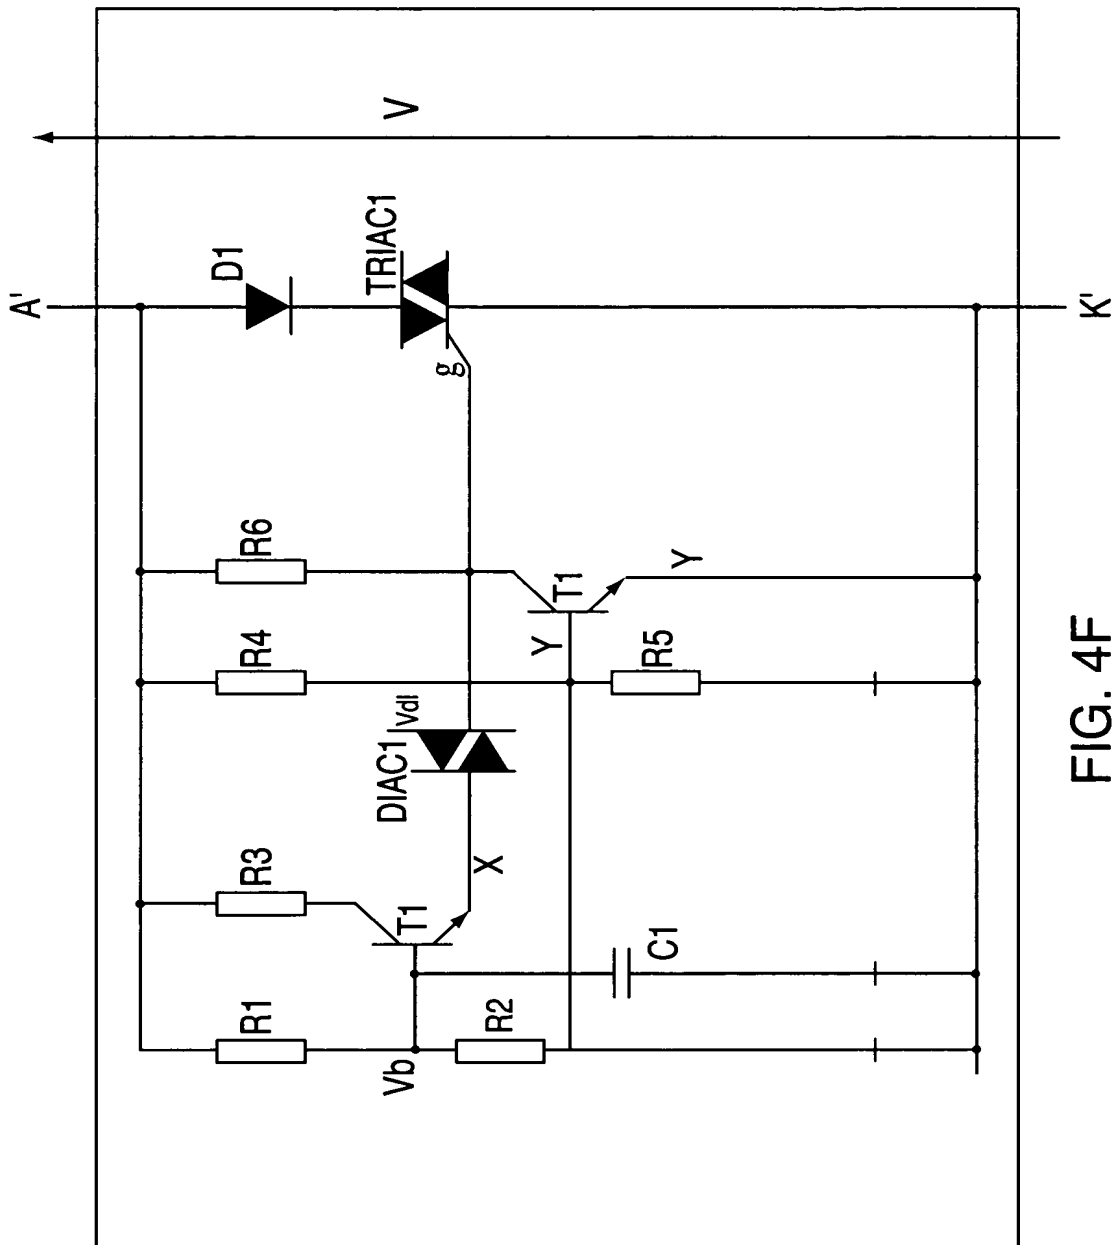 A'
V
D1
TRIAC1
g
R6
R4
T1
Y
Y
R5
Vdl
DIAC1
X
R3
T1
C1
R1
R2
Vb
K'
FIG. 4F